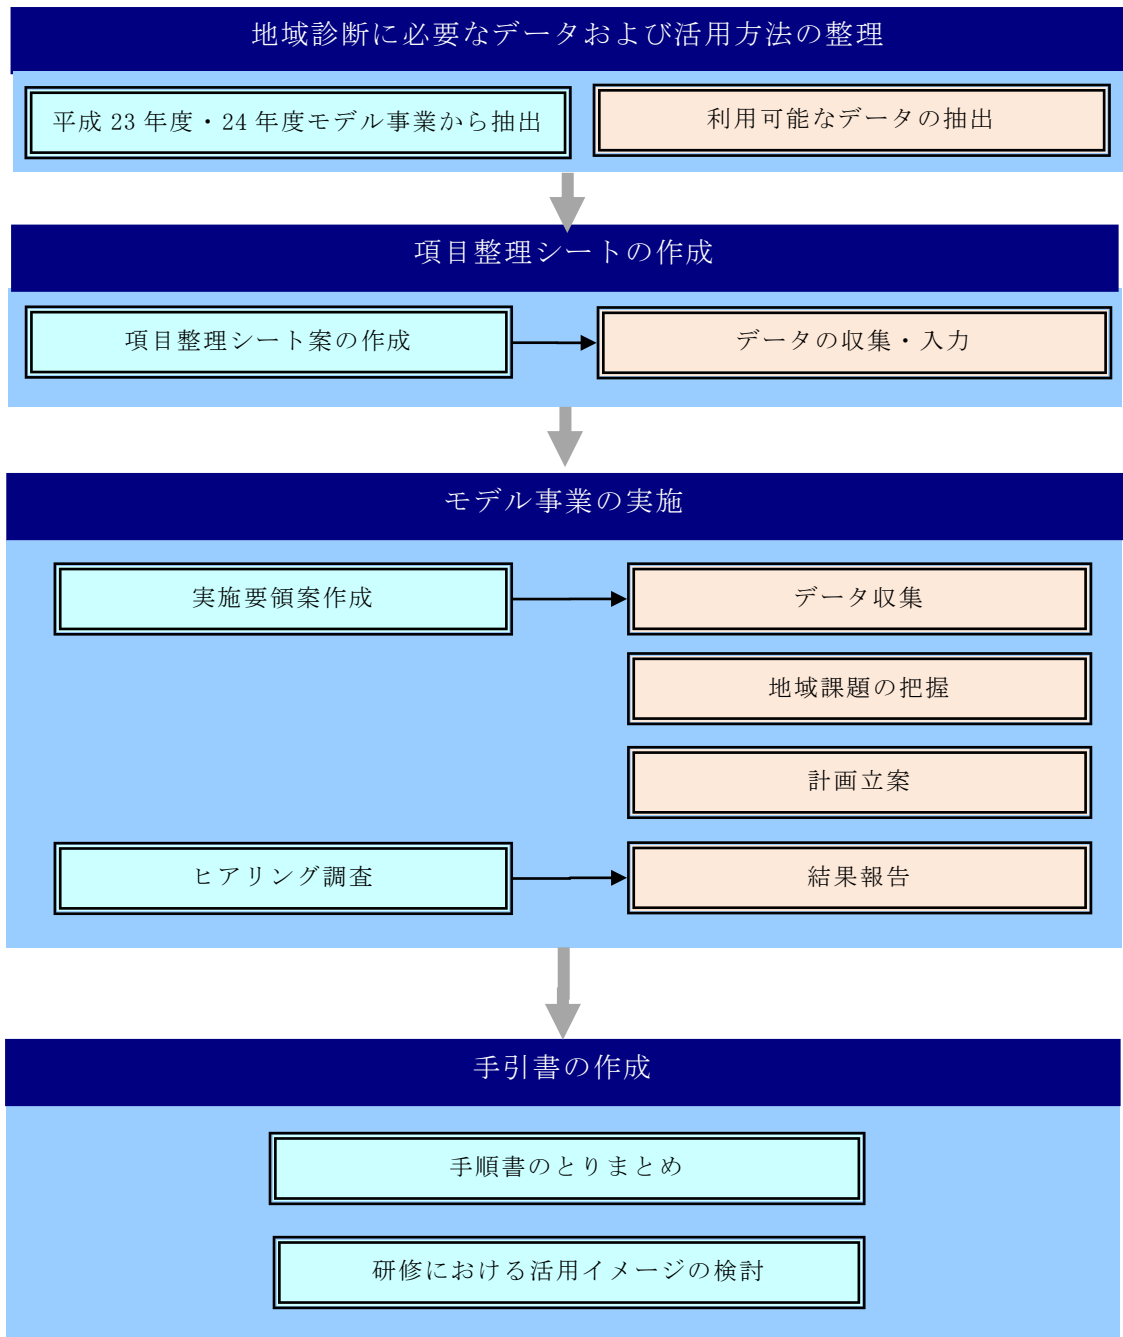 地域診断に必要なデータおよび活用方法の整理
平成 23 年度・24 年度モデル事業から抽出
利用可能なデータの抽出
項目整理シートの作成
項目整理シート案の作成
データの収集・入力
モデル事業の実施
実施要領案作成
データ収集
地域課題の把握
計画立案
ヒアリング調査
結果報告
手引書の作成
手順書のとりまとめ
研修における活用イメージの検討